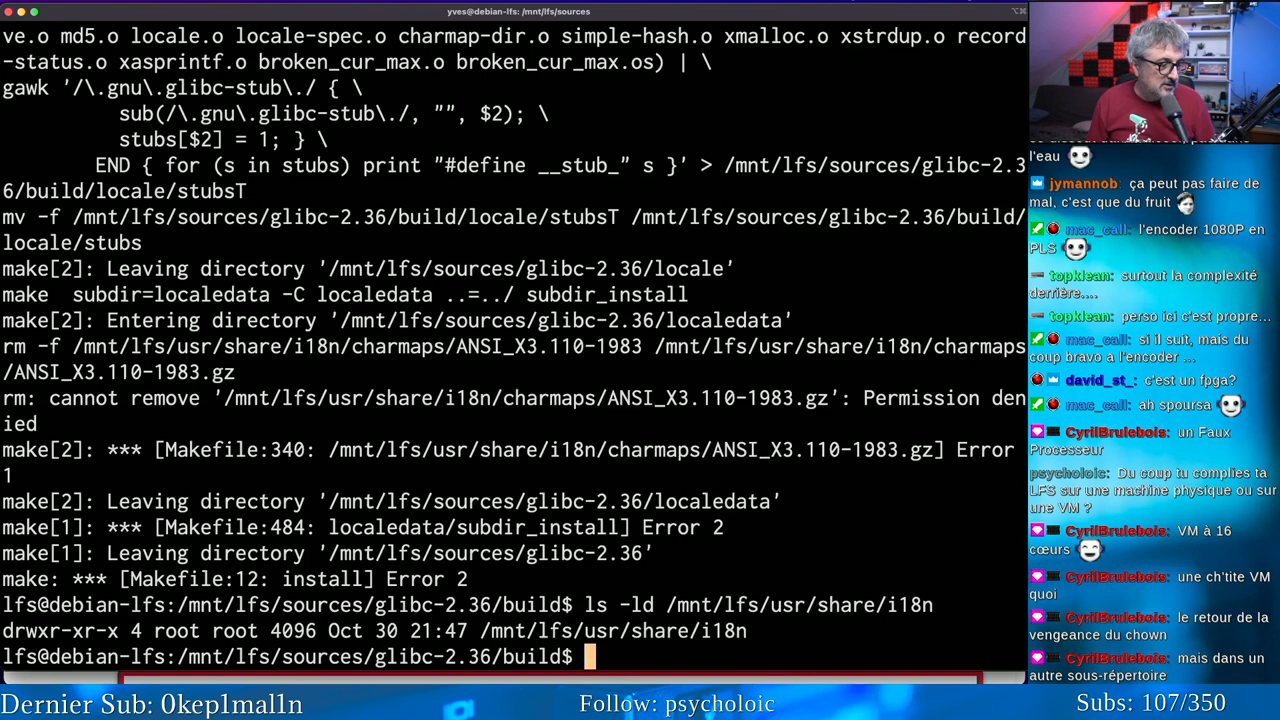 yves@debian-lfs: /mnt/lfs/sources
ve.o md5.o locale.o locale-spec.o charmap-dir.o simple-hash.o xmalloc.o xstrdup.o record
-status.o xasprintf.o broken_cur_max.o broken_cur_max.os) | \
gawk '/\.gnu\.glibc-stub\./ { \
sub(/\.gnu\.glibc-stub\./, "", $2); \
stubs[$2] = 1; } \
END { for (s in stubs) print "#define __stub_" s }' > /mnt/lfs/sources/glibc-2.3
6/build/locale/stubsT
mv -f /mnt/lfs/sources/glibc-2.36/build/locale/stubsT /mnt/lfs/sources/glibc-2.36/build/
locale/stubs
make[2]: Leaving directory '/mnt/lfs/sources/glibc-2.36/locale'
make  subdir=localedata -C localedata ..=../ subdir_install
make[2]: Entering directory '/mnt/lfs/sources/glibc-2.36/localedata'
rm -f /mnt/lfs/usr/share/i18n/charmaps/ANSI_X3.110-1983 /mnt/lfs/usr/share/i18n/charmaps
/ANSI_X3.110-1983.gz
rm: cannot remove '/mnt/lfs/usr/share/i18n/charmaps/ANSI_X3.110-1983.gz': Permission den
ied
make[2]: *** [Makefile:340: /mnt/lfs/usr/share/i18n/charmaps/ANSI_X3.110-1983.gz] Error
1
make[2]: Leaving directory '/mnt/lfs/sources/glibc-2.36/localedata'
make[1]: *** [Makefile:484: localedata/subdir_install] Error 2
make[1]: Leaving directory '/mnt/lfs/sources/glibc-2.36'
make: *** [Makefile:12: install] Error 2
lfs@debian-lfs:/mnt/lfs/sources/glibc-2.36/build$ ls -ld /mnt/lfs/usr/share/i18n
drwxr-xr-x 4 root root 4096 Oct 30 21:47 /mnt/lfs/usr/share/i18n
lfs@debian-lfs:/mnt/lfs/sources/glibc-2.36/build$
l'eau
jymannob: ça peut pas faire de
mal, c'est que du fruit
mac_call: l'encoder 1080P en
PLS
topklean: surtout la complexité
derrière....
topklean: perso ici c'est propre...
mac_call: si il suit, mais du
coup bravo a l'encoder ...
david_st_: c'est un fpga?
mac_call: ah spoursa
CyrilBrulebois: un Faux
Processeur
psycholoic: Du coup tu complies ta
LFS sur une machine physique ou sur
une VM ?
CyrilBrulebois: VM à 16
cœurs
CyrilBrulebois: une ch'tite VM
quoi
CyrilBrulebois: le retour de la
vengeance du chown
CyrilBrulebois: mais dans un
autre sous-répertoire
Dernier Sub: 0kep1mal1n
Follow: psycholoic
Subs: 107/350